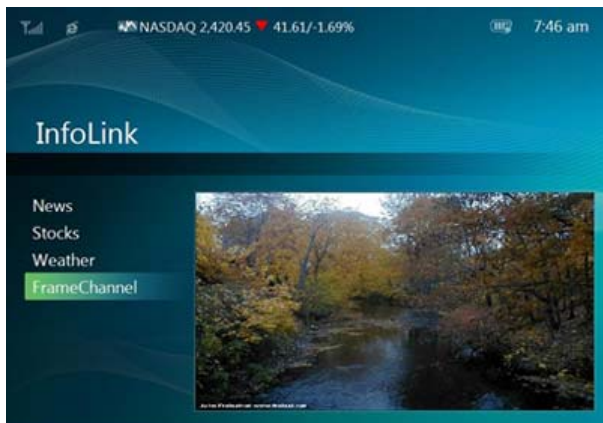 NASDAQ 2,420.45 ▼ 41.61/-1.69% 7:46 am
InfoLink
News
Stocks
Weather
FrameChannel